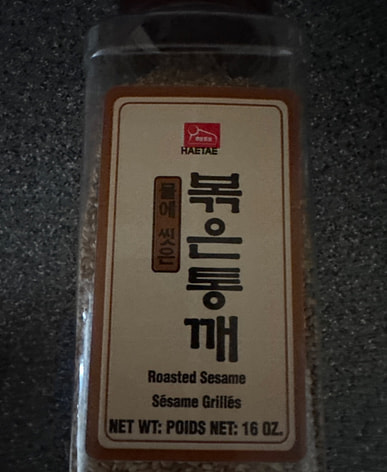 HAETAE
물에 씻은
볶은통깨
Roasted Sesame
Sésame Grillés
NET WT: POIDS NET: 16 OZ.